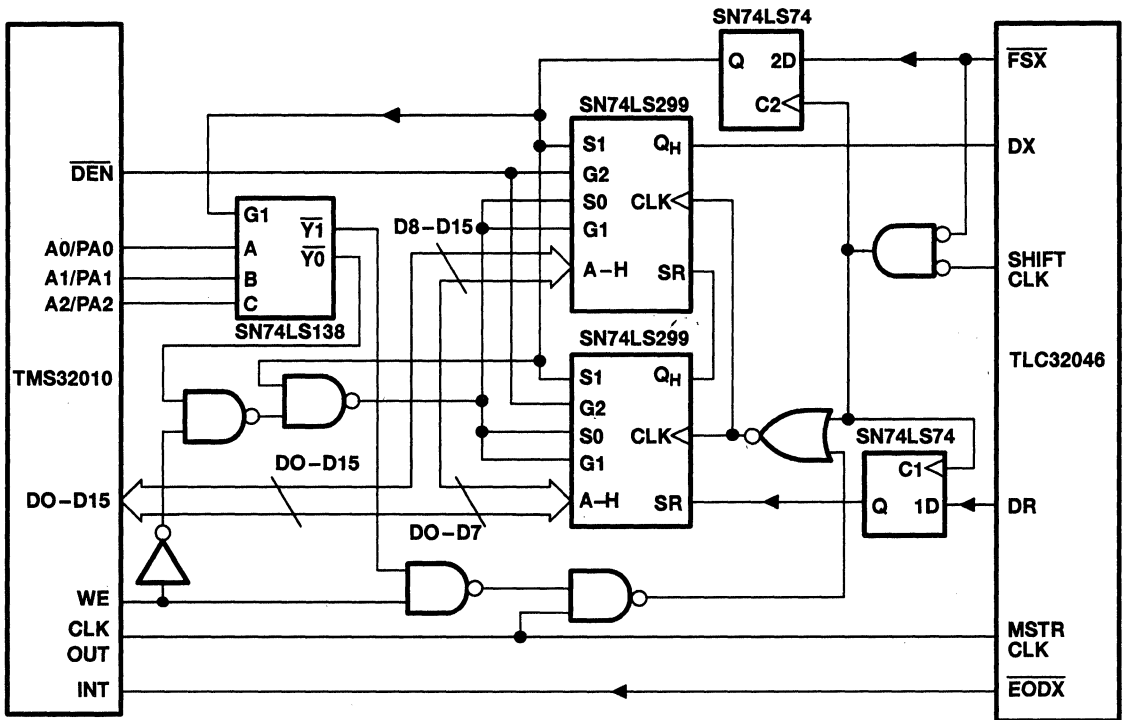 SN74LS74
Q
2D
C2
FSX
SN74LS299
S1
QH
DX
DEN
G2
S0
CLK
G1
G1
Y1
A0/PA0
A
Y0
D8–D15
A1/PA1
B
A–H
SR
SHIFT
CLK
A2/PA2
C
SN74LS138
SN74LS299
TMS32010
S1
QH
TLC32046
G2
S0
CLK
SN74LS74
G1
C1
DO–D15
DO–D15
A–H
SR
Q
1D
DR
DO–D7
WE
CLK
OUT
MSTR
CLK
INT
EODX